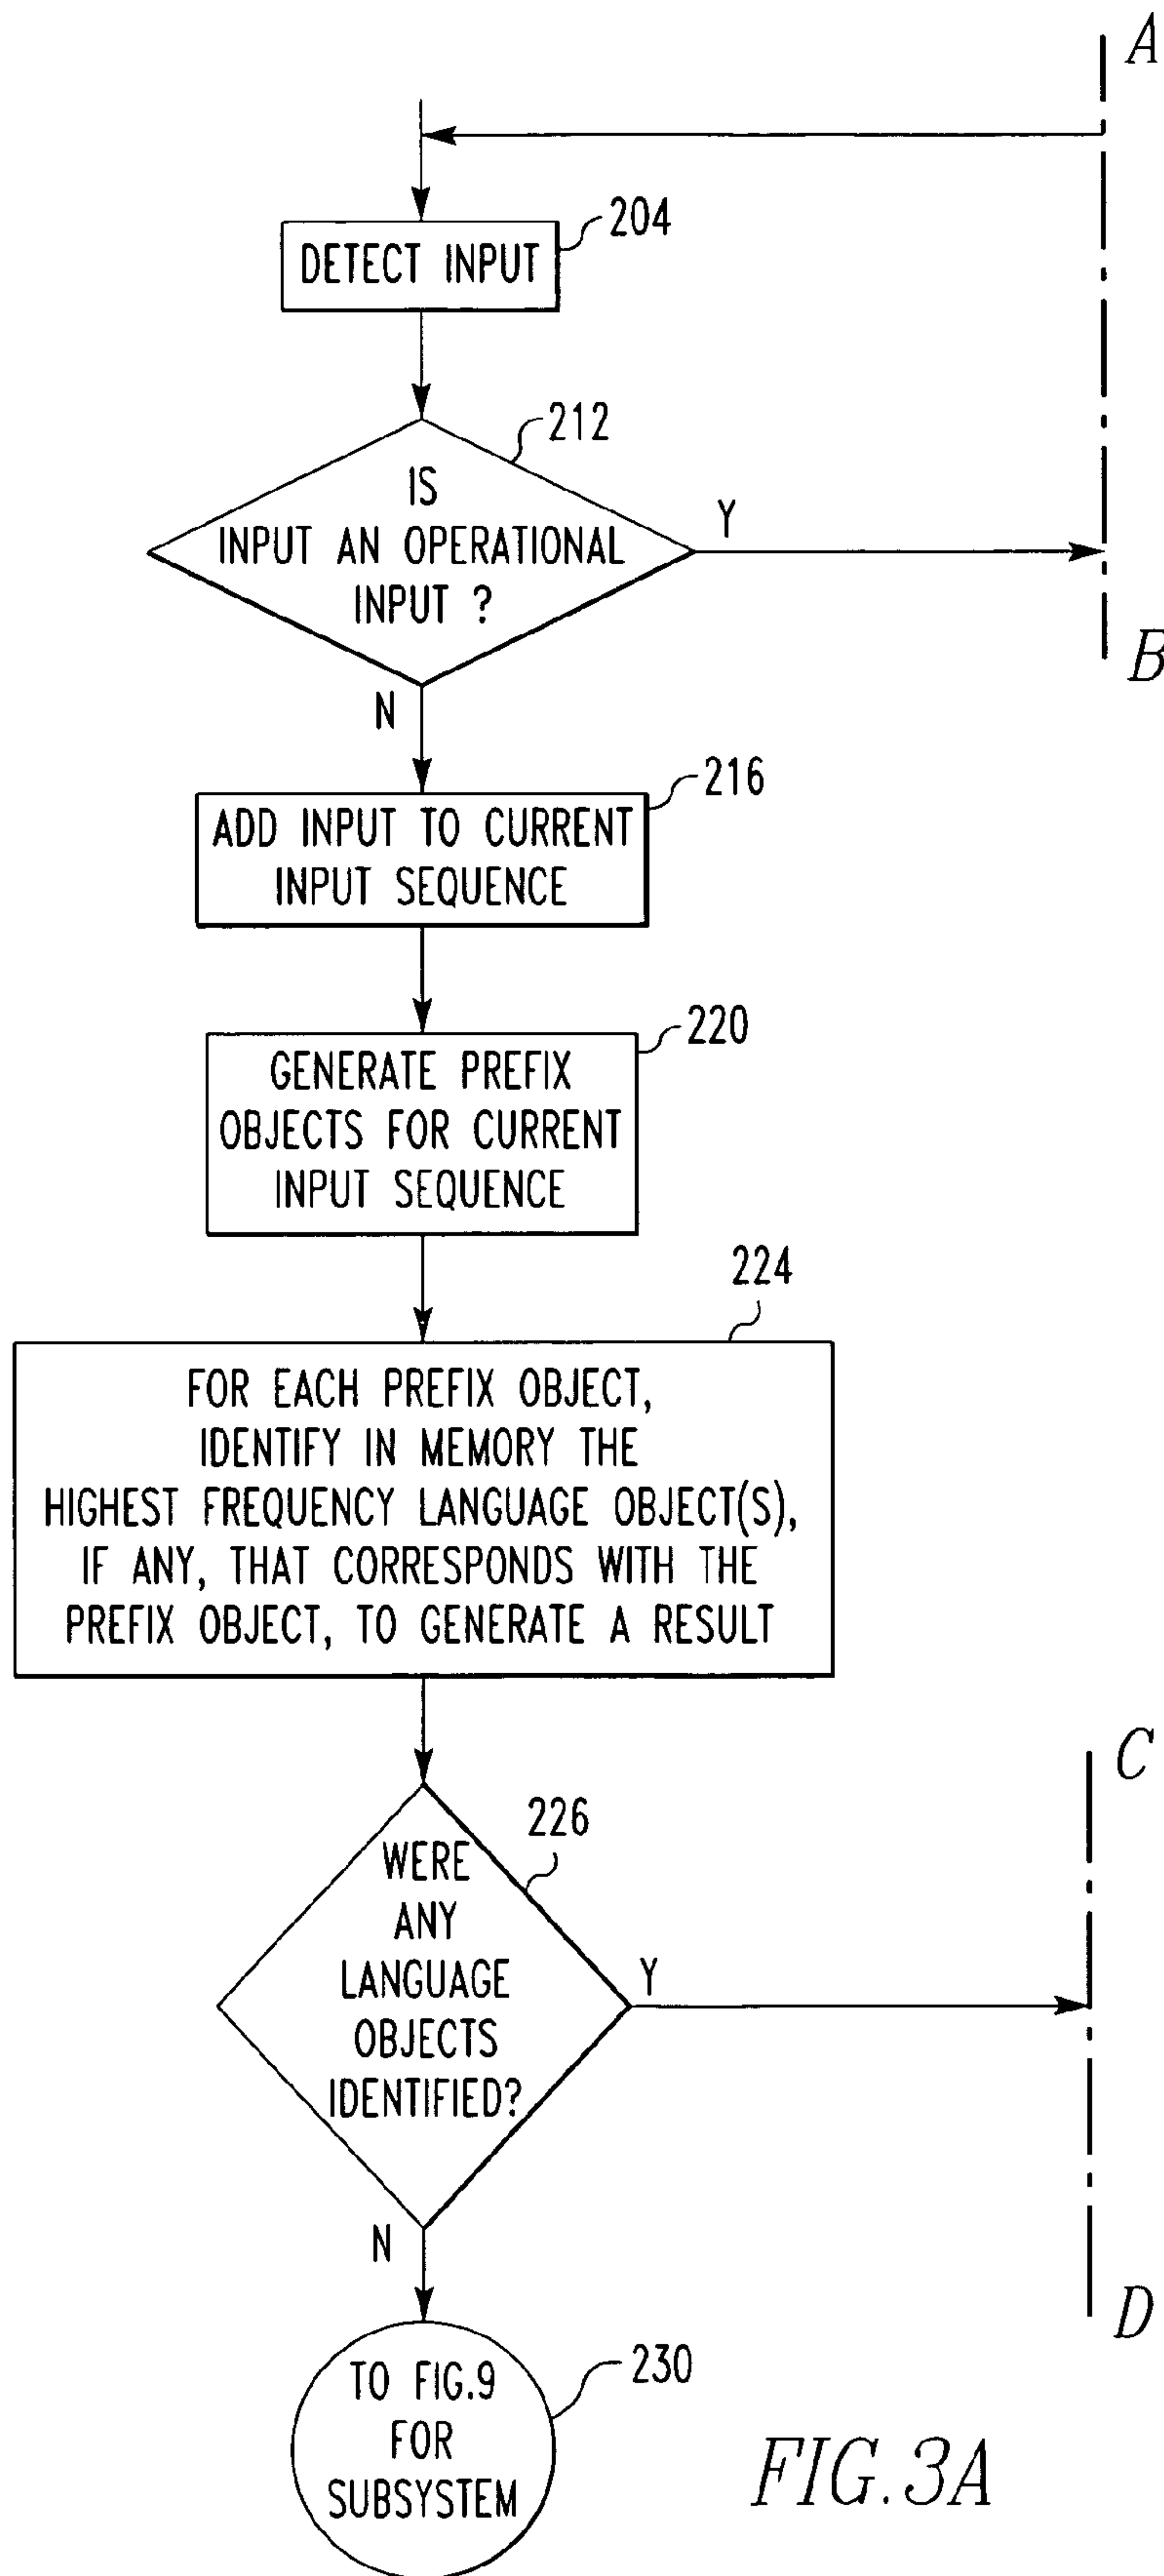 A
204
DETECT INPUT
212
IS
INPUT AN OPERATIONAL
INPUT ?
Y
B
N
216
ADD INPUT TO CURRENT
INPUT SEQUENCE
220
GENERATE PREFIX
OBJECTS FOR CURRENT
INPUT SEQUENCE
224
FOR EACH PREFIX OBJECT,
IDENTIFY IN MEMORY THE
HIGHEST FREQUENCY LANGUAGE OBJECT(S),
IF ANY, THAT CORRESPONDS WITH THE
PREFIX OBJECT, TO GENERATE A RESULT
C
226
WERE
ANY
LANGUAGE
OBJECTS
IDENTIFIED?
Y
N
D
230
TO FIG.9
FOR
SUBSYSTEM
FIG.3A